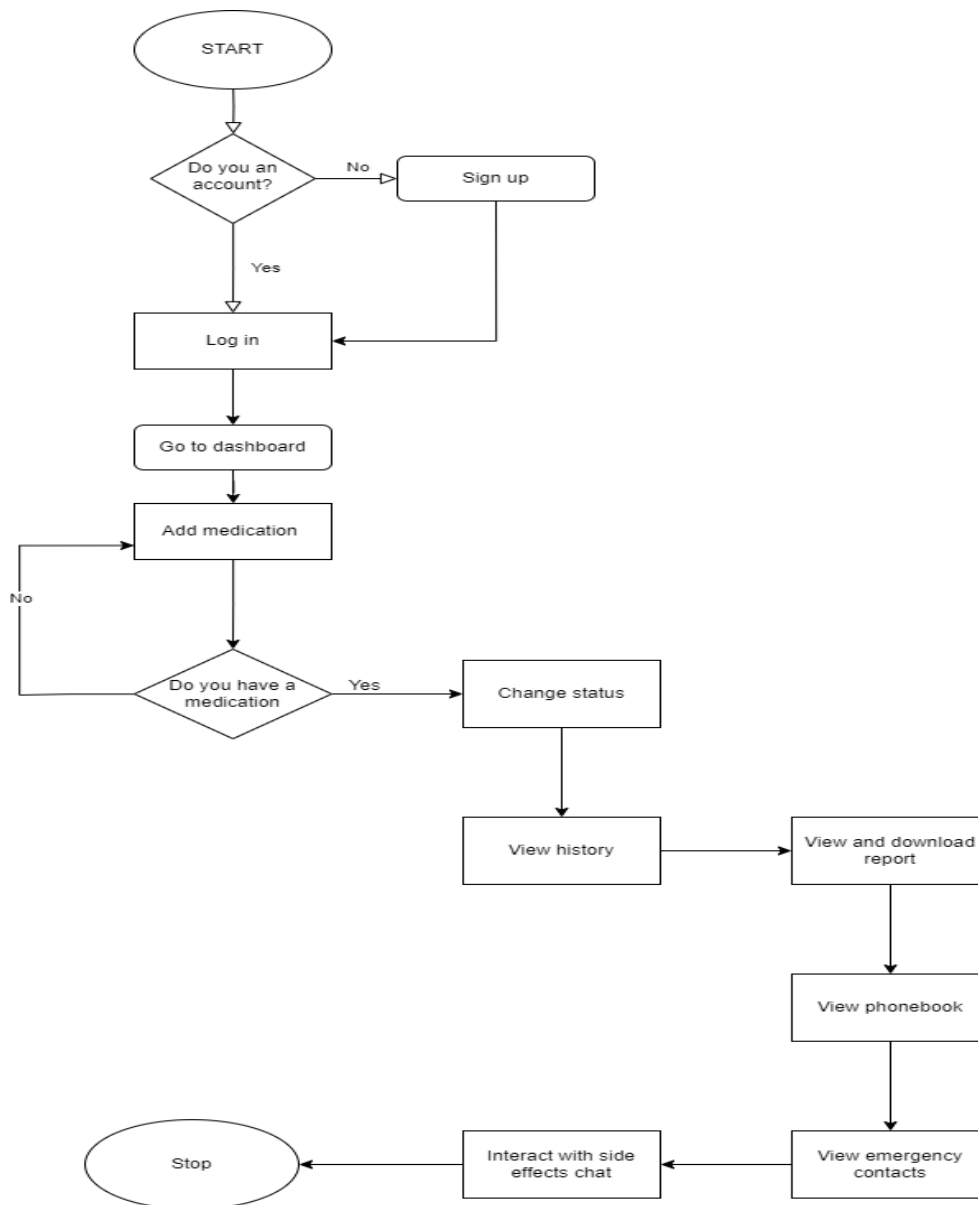 START
Do you an
account?
No
Sign up
Yes
Log in
Go to dashboard
Add medication
No
Do you have a
medication
Yes
Change status
View history
View and download
report
View phonebook
View emergency
contacts
Interact with side
effects chat
Stop